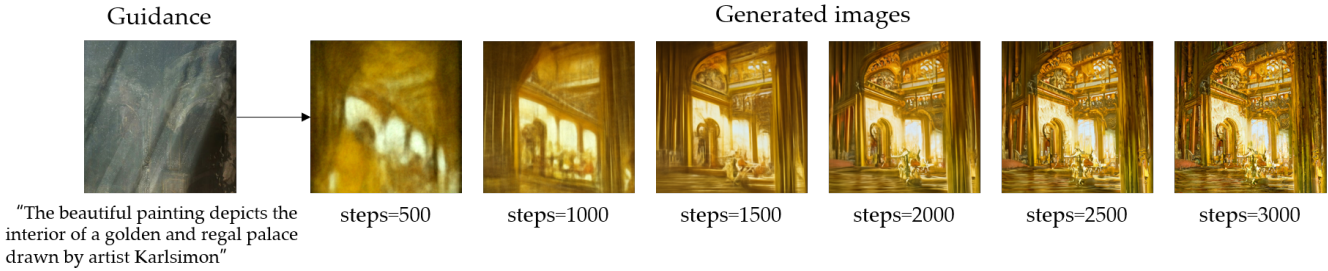 Guidance
Generated images
"The beautiful painting depicts the
interior of a golden and regal palace
drawn by artist Karlsimon"
steps=500
steps=1000
steps=1500
steps=2000
steps=2500
steps=3000